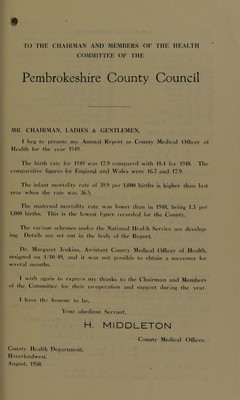 TO THE CHAIRMAN AND MEMBERS OF THE HEALTH
COMMITTEE OF THE
Pembrokeshire County Council
MR. CHAIRMAN, LADIES & GENTLEMEN,
I beg to present my Annual Report as County Medical Officer of
Health for the year 1949.
The birth rate for 1949 was 17.9 compared with 18.4 for 1948. The
comparative figures for England and Wales were 16.7 and 17.9.
The infant mortality rate of 39.9 per 1,000 births is higher than last
year when the rate was 36.5.
The maternal mortality rate was lower than in 1948, being 1.3 per
1,000 births. This is the lowest figure recorded for the County.
The various schemes under the National Health Service are develop-
ing. Details are set out in the body of the Report.
Dr. Margaret Jenkins, Assistant County Medical Officer of Health,
resigned on 1/10/49, and it was not possible to obtain a successor for
several months.
I wish again to express my thanks to the Chairman and Members
of the Committee for their co-operation and support during the year.
I have the honour to be,
Your obedient Servant,
H. MIDDLETON
County Medical Officer.
County Health Department,
Haverfordwest.
August, 1950.